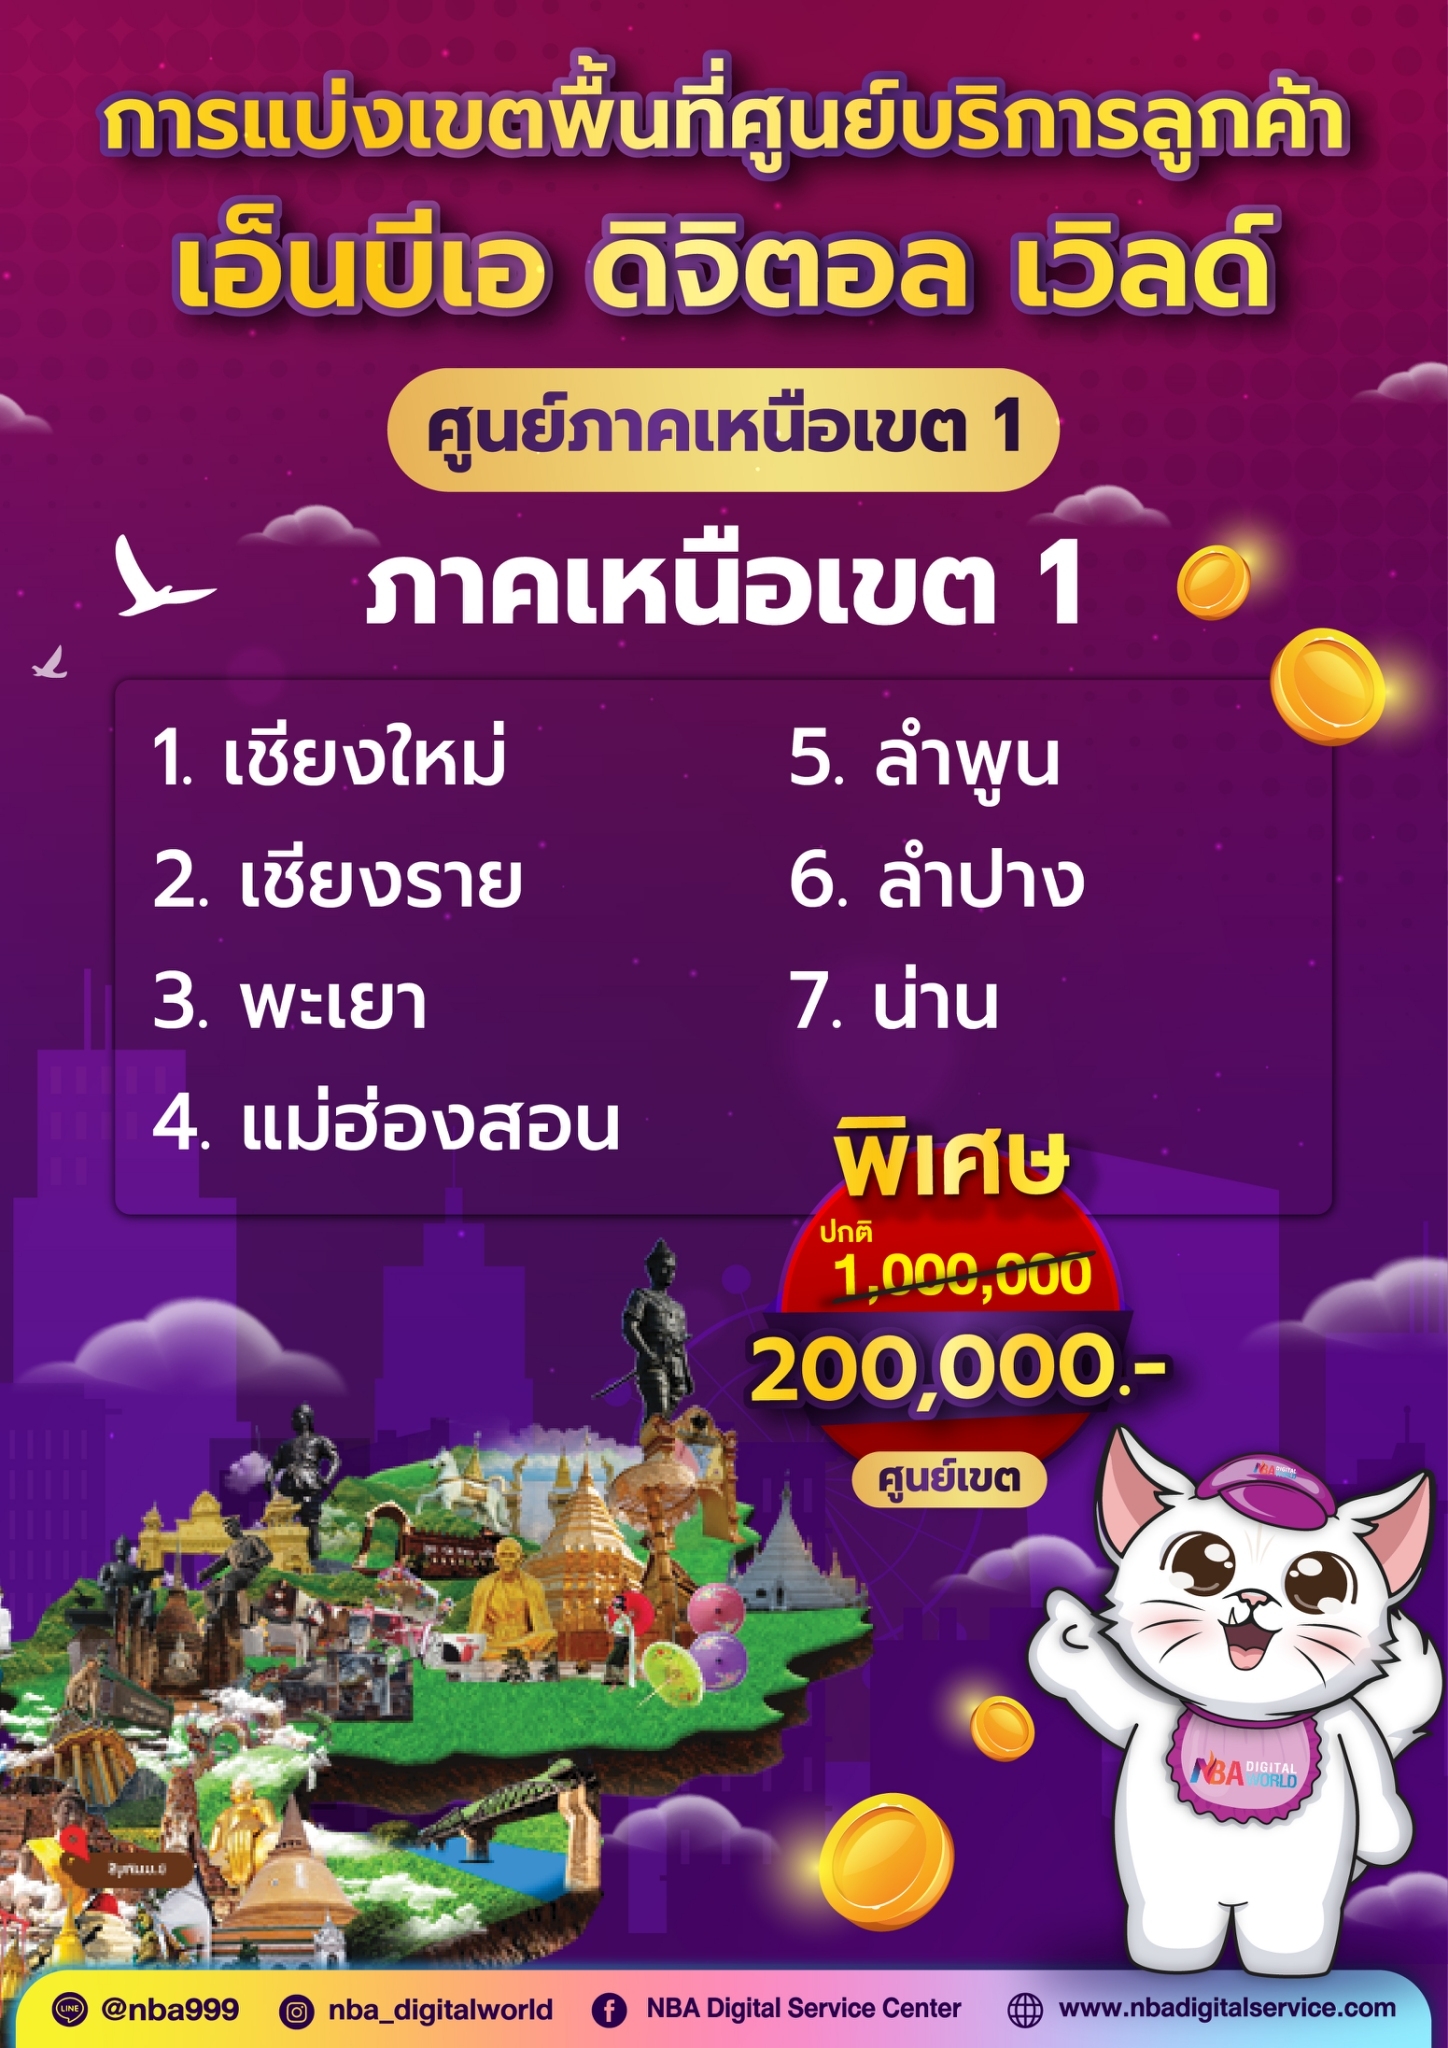 การแบ่งเขตพื้นที่ศูนย์บริการลูกค้า
เอ็นบีเอ ดิจิตอล เวิลด์
ศูนย์ภาคเหนือเขต 1
ภาคเหนือเขต 1
1. เชียงใหม่
2. เชียงราย
3. พะเยา
4. แม่ฮ่องสอน
5. ลำพูน
6. ลำปาง
7. น่าน
พิเศษ
ปกติ
1,000,000
200,000.-
ศูนย์เขต
NBA DIGITAL
NBA DIGITAL WORLD
LINE @nba999
nba_digitalworld
NBA Digital Service Center
www.nbadigitalservice.com